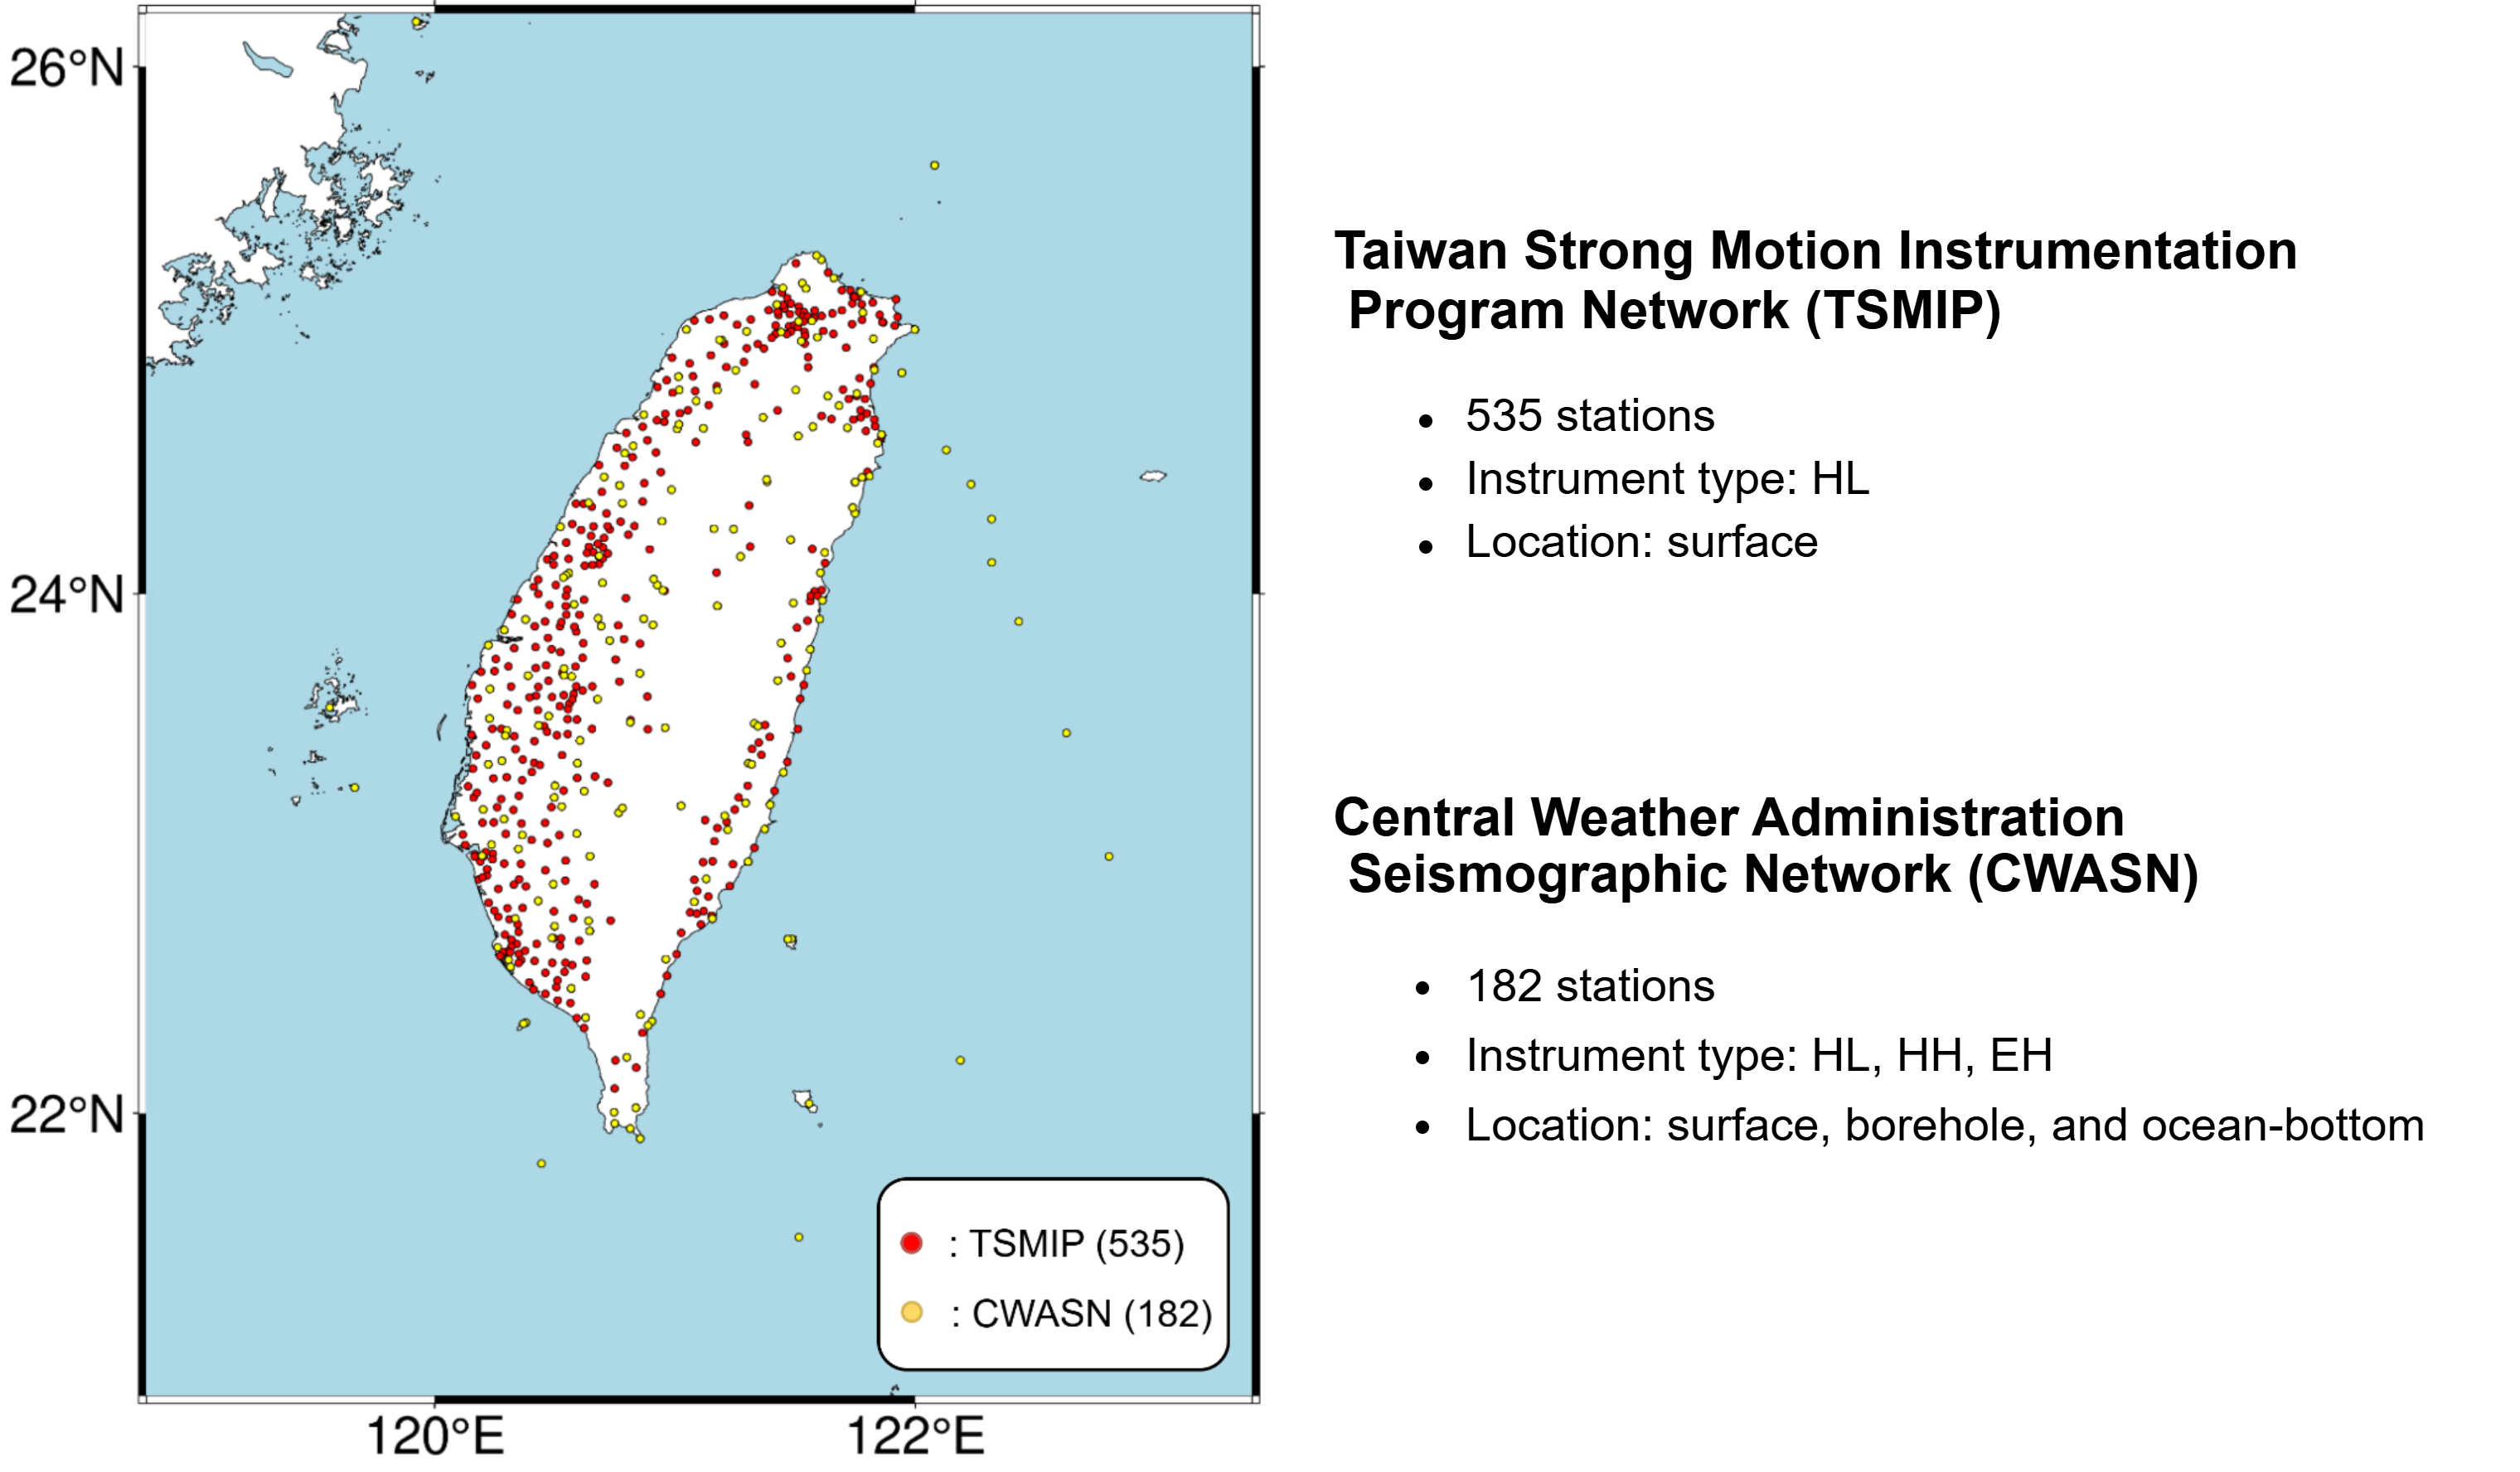 26°N
24°N
22°N
120°E
122°E
: TSMIP (535)
: CWASN (182)
Taiwan Strong Motion Instrumentation
Program Network (TSMIP)
• 535 stations
• Instrument type: HL
• Location: surface
Central Weather Administration
Seismographic Network (CWASN)
• 182 stations
• Instrument type: HL, HH, EH
• Location: surface, borehole, and ocean-bottom